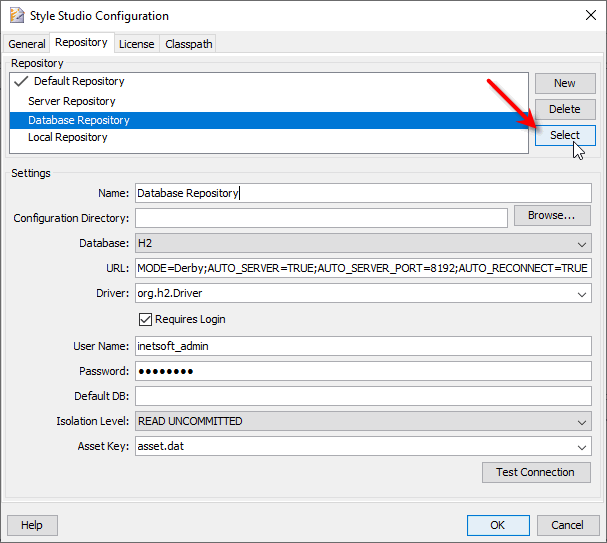 Style Studio Configuration
General Repository License Classpath
Repository
Default Repository
Server Repository
Database Repository
Local Repository
New
Delete
Select
Settings
Name: Database Repository
Configuration Directory: Browse...
Database: H2
URL: MODE=Derby;AUTO_SERVER=TRUE;AUTO_SERVER_PORT=8192;AUTO_RECONNECT=TRUE
Driver: org.h2.Driver
Requires Login
User Name: inetsoft_admin
Password: ●●●●●●●●
Default DB:
Isolation Level: READ UNCOMMITTED
Asset Key: asset.dat
Test Connection
Help OK Cancel